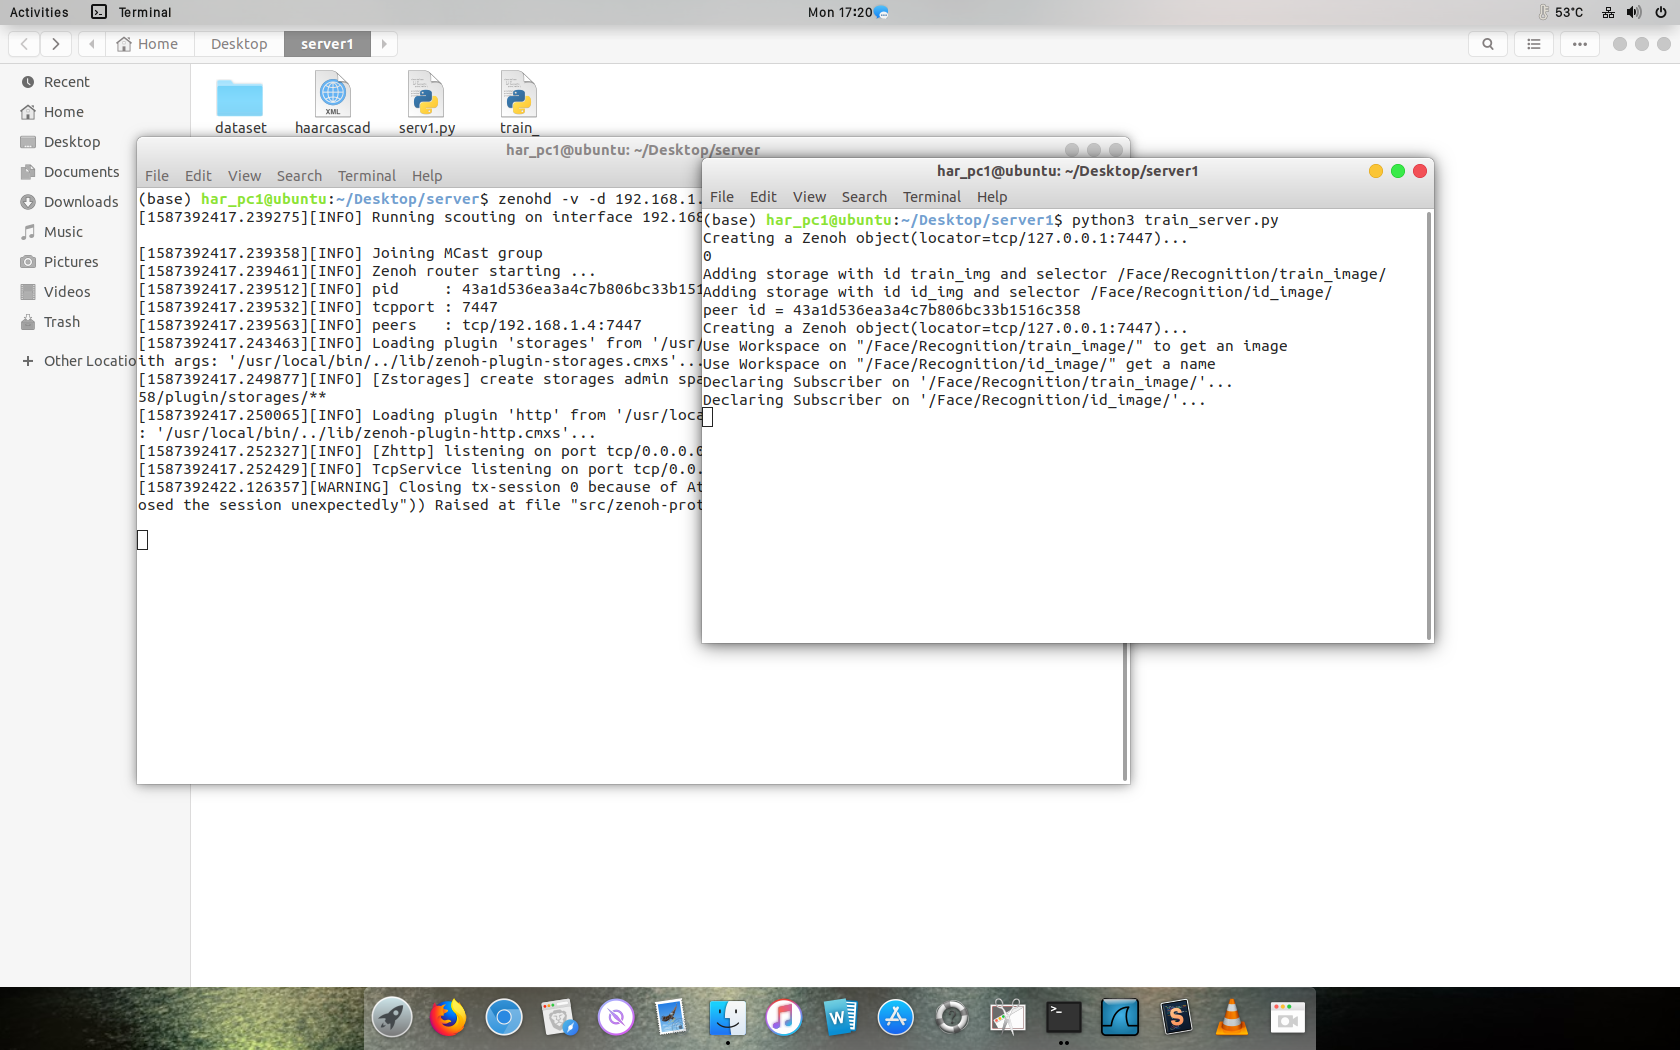 Activities
Terminal
Mon 17:20
53°C
Home
Desktop
server1
Recent
Home
Desktop
Documents
Downloads
Music
Pictures
Videos
Trash
Other Locatio
dataset
XML
haarcascad
serv1.py
train_
har_pc1@ubuntu: ~/Desktop/server
File Edit View Search Terminal Help
(base) har_pc1@ubuntu:~/Desktop/server$ zenohd -v -d 192.168.1.
[1587392417.239275][INFO] Running scouting on interface 192.168
[1587392417.239358][INFO] Joining MCast group
[1587392417.239461][INFO] Zenoh router starting ...
[1587392417.239512][INFO] pid     : 43a1d536ea3a4c7b806bc33b151
[1587392417.239532][INFO] tcpport : 7447
[1587392417.239563][INFO] peers   : tcp/192.168.1.4:7447
[1587392417.243463][INFO] Loading plugin 'storages' from '/usr/
ith args: '/usr/local/bin/../lib/zenoh-plugin-storages.cmxs'...
[1587392417.249877][INFO] [Zstorages] create storages admin spa
58/plugin/storages/**
[1587392417.250065][INFO] Loading plugin 'http' from '/usr/loca
: '/usr/local/bin/../lib/zenoh-plugin-http.cmxs'...
[1587392417.252327][INFO] [Zhttp] listening on port tcp/0.0.0.0
[1587392417.252429][INFO] TcpService listening on port tcp/0.0.
[1587392422.126357][WARNING] Closing tx-session 0 because of At
osed the session unexpectedly")) Raised at file "src/zenoh-prot
har_pc1@ubuntu: ~/Desktop/server1
File Edit View Search Terminal Help
(base) har_pc1@ubuntu:~/Desktop/server1$ python3 train_server.py
Creating a Zenoh object(locator=tcp/127.0.0.1:7447)...
0
Adding storage with id train_img and selector /Face/Recognition/train_image/
Adding storage with id id_img and selector /Face/Recognition/id_image/
peer id = 43a1d536ea3a4c7b806bc33b1516c358
Creating a Zenoh object(locator=tcp/127.0.0.1:7447)...
Use Workspace on "/Face/Recognition/train_image/" to get an image
Use Workspace on "/Face/Recognition/id_image/" get a name
Declaring Subscriber on '/Face/Recognition/train_image/'...
Declaring Subscriber on '/Face/Recognition/id_image/'...